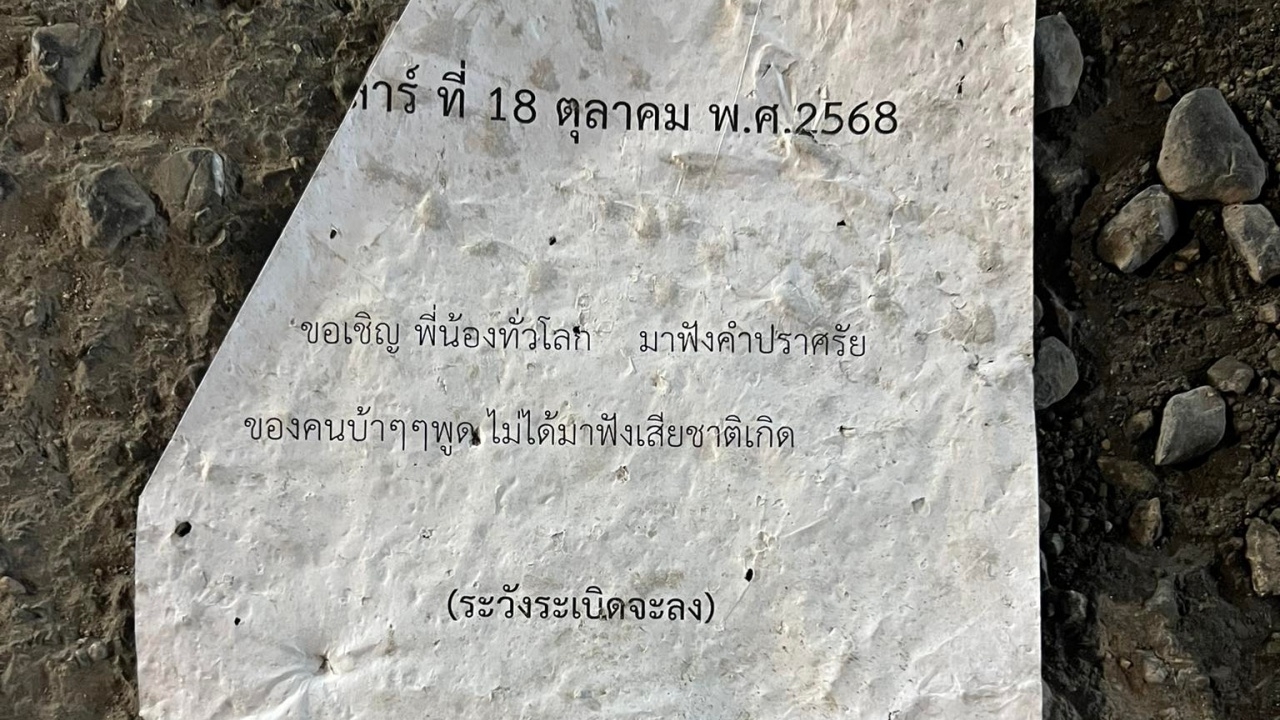 ที่ 18 ตุลาคม พ.ศ.2568
ขอเชิญ พี่น้องทั่วโลก มาฟังคำปราศรัย
ของคนบ้าๆๆพูด ไม่ได้มาฟังเสียชาติเกิด
(ระวังระเบิดจะลง)